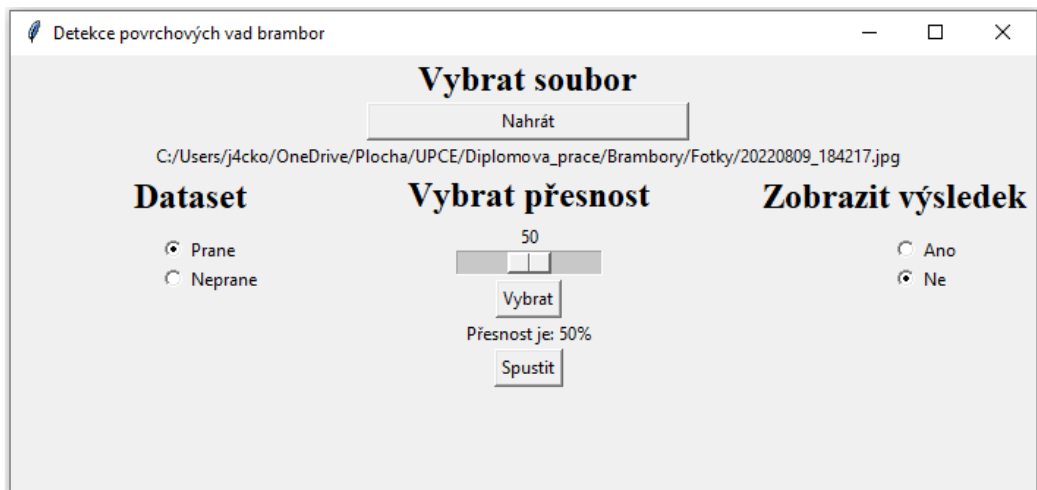 Detekce povrchových vad brambor
Vybrat soubor
Nahrát
C:/Users/j4cko/OneDrive/Plocha/UPCE/Diplomova_prace/Brambory/Fotky/20220809_184217.jpg
Dataset
Prane
Neprane
Vybrat přesnost
50
Vybrat
Přesnost je: 50%
Spustit
Zobrazit výsledek
Ano
Ne